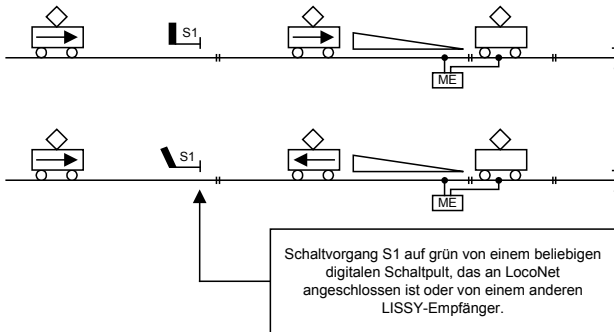 S1
ME
S1
ME
Schaltvorgang S1 auf grün von einem beliebigen
digitalen Schaltpult, das an LocoNet
angeschlossen ist oder von einem anderen
LISSY-Empfänger.